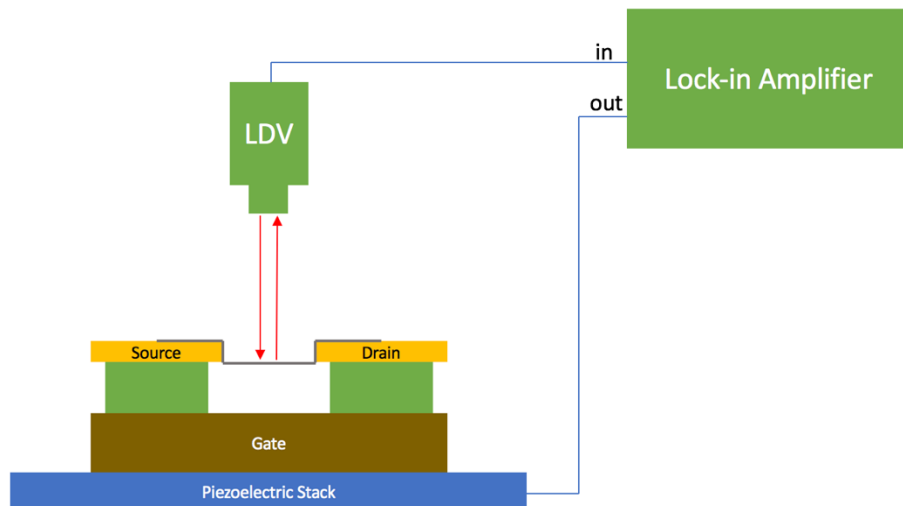 in
Lock-in Amplifier
out
LDV
Source
Drain
Gate
Piezoelectric Stack